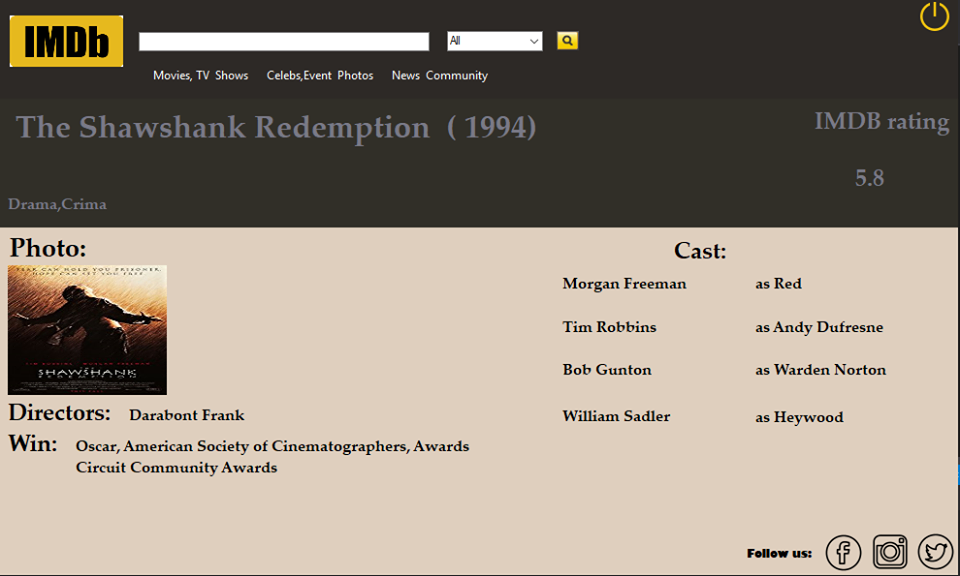 IMDb
All
Movies, TV Shows Celebs,Event Photos News Community
The Shawshank Redemption ( 1994)
IMDB rating
5.8
Drama,Crima
Photo:
FEAR CAN HOLD YOU PRISONER.
HOPE CAN SET YOU FREE.
SHAWSHANK
REDEMPTION
Directors: Darabont Frank
Win: Oscar, American Society of Cinematographers, Awards
Circuit Community Awards
Cast:
Morgan Freeman as Red
Tim Robbins as Andy Dufresne
Bob Gunton as Warden Norton
William Sadler as Heywood
Follow us: